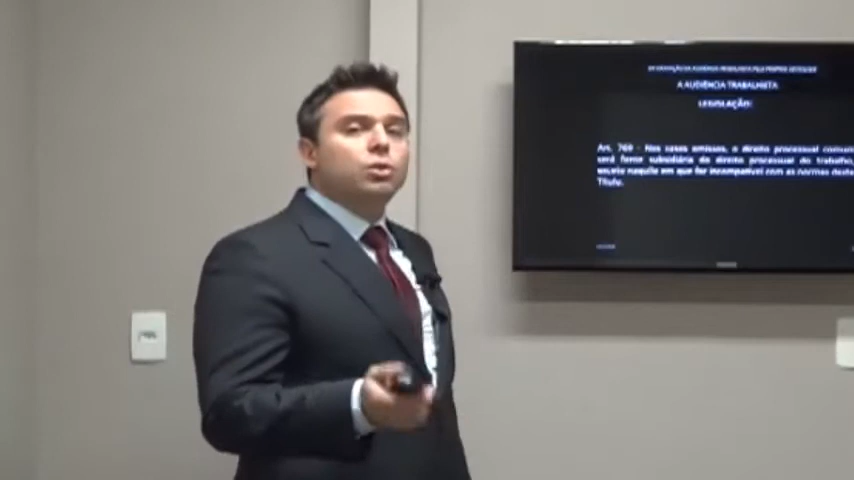 A AUDIÊNCIA TRABALHISTA
LEGISLAÇÃO:
Art. 769 - Nos casos omissos, o direito processual comum
será fonte subsidiária do direito processual do trabalho,
exceto naquilo em que for incompatível com as normas deste
Título.